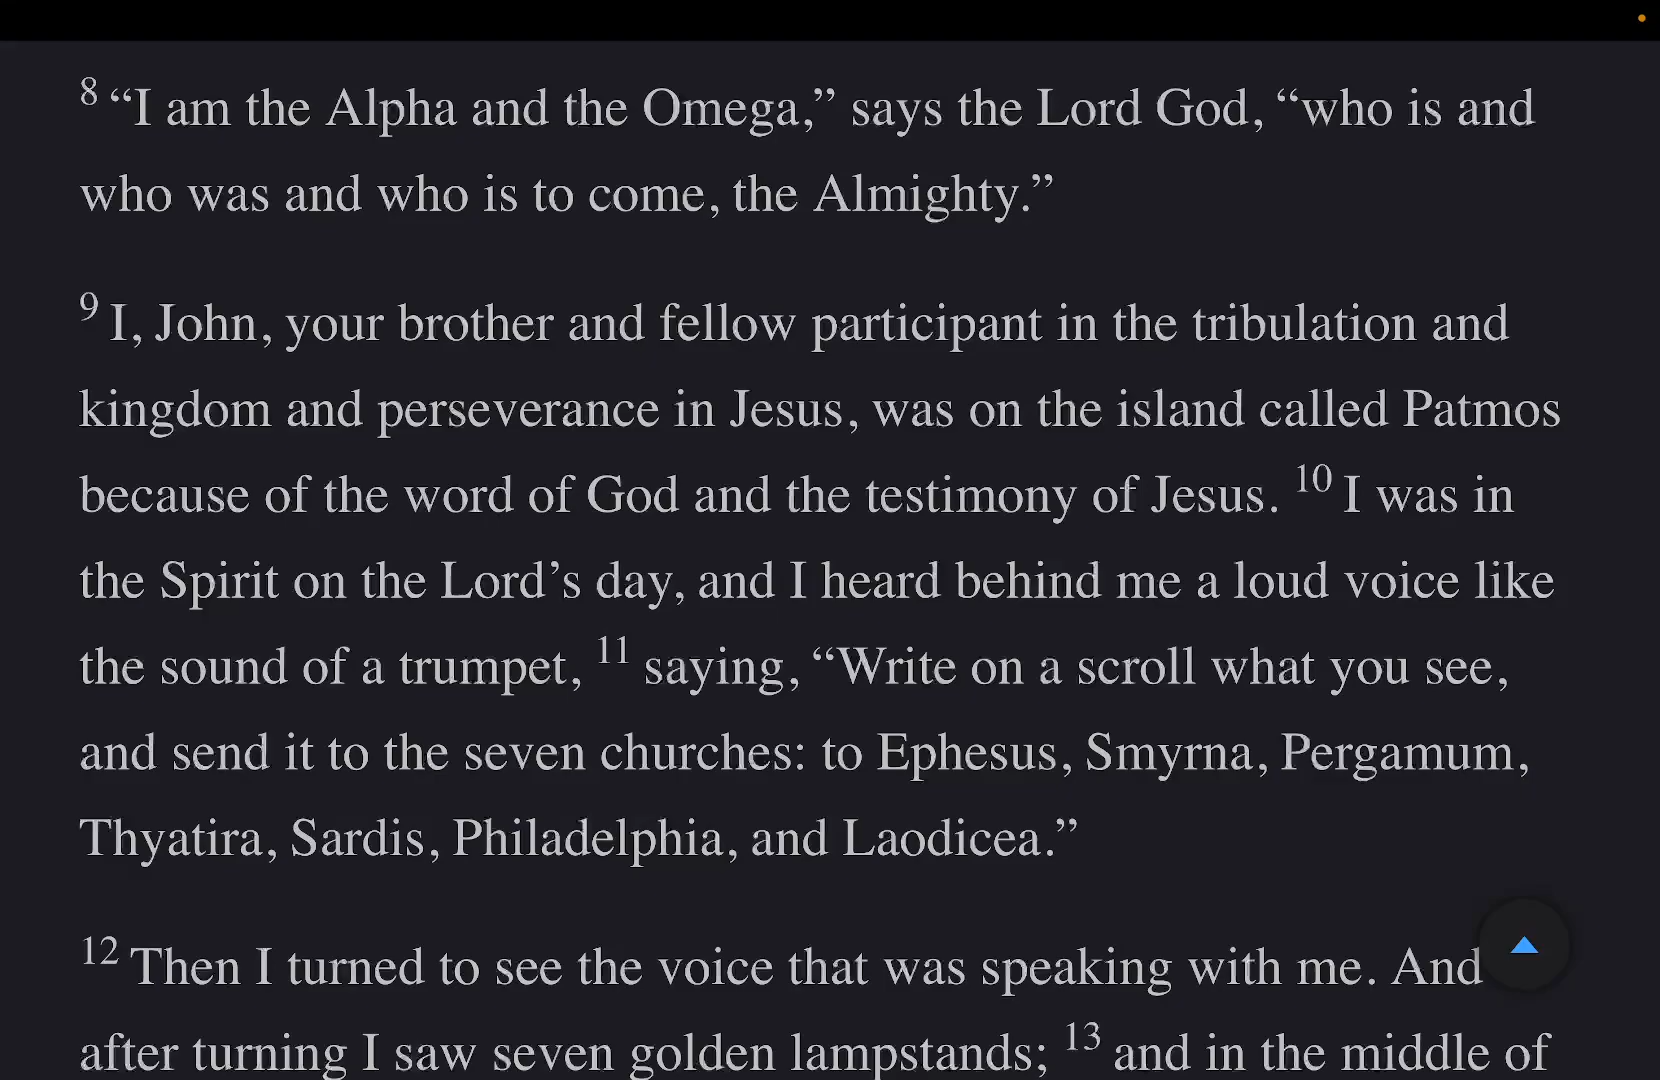 8 “I am the Alpha and the Omega,” says the Lord God, “who is and
who was and who is to come, the Almighty.”
9 I, John, your brother and fellow participant in the tribulation and
kingdom and perseverance in Jesus, was on the island called Patmos
because of the word of God and the testimony of Jesus. 10 I was in
the Spirit on the Lord’s day, and I heard behind me a loud voice like
the sound of a trumpet, 11 saying, “Write on a scroll what you see,
and send it to the seven churches: to Ephesus, Smyrna, Pergamum,
Thyatira, Sardis, Philadelphia, and Laodicea.”
12 Then I turned to see the voice that was speaking with me. And
after turning I saw seven golden lampstands; 13 and in the middle of